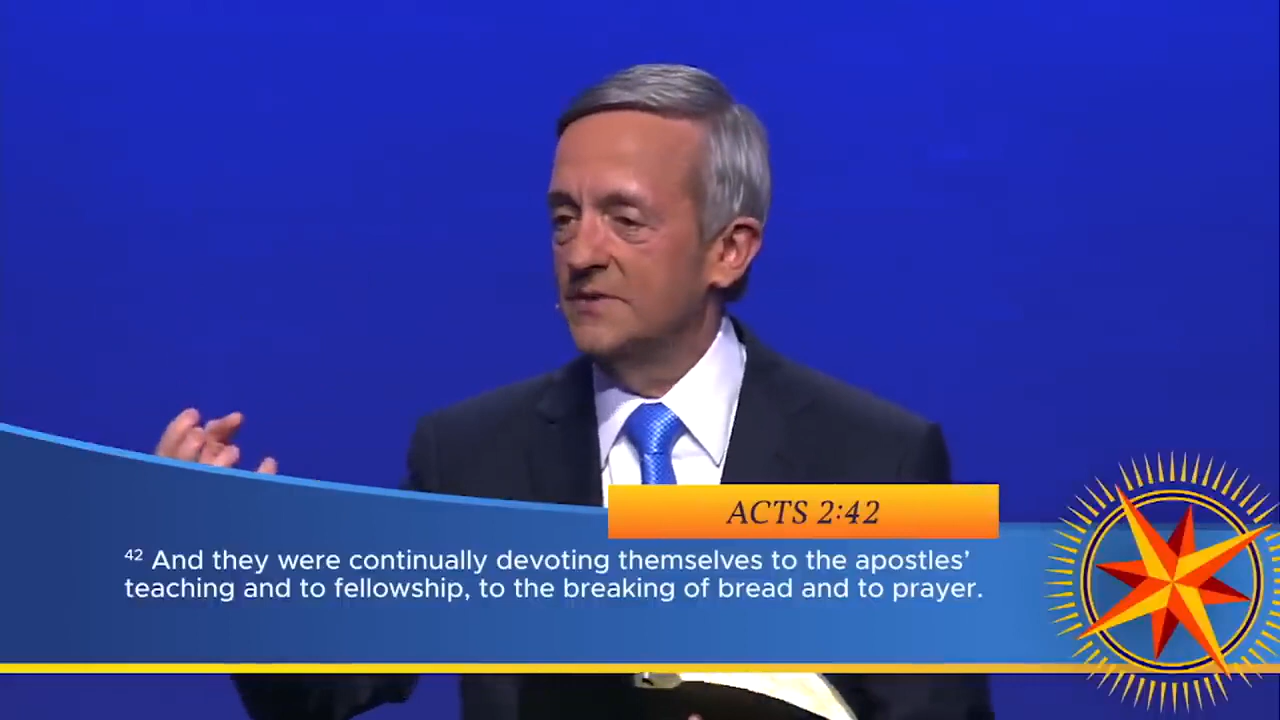 ACTS 2:42
⁴² And they were continually devoting themselves to the apostles’
teaching and to fellowship, to the breaking of bread and to prayer.